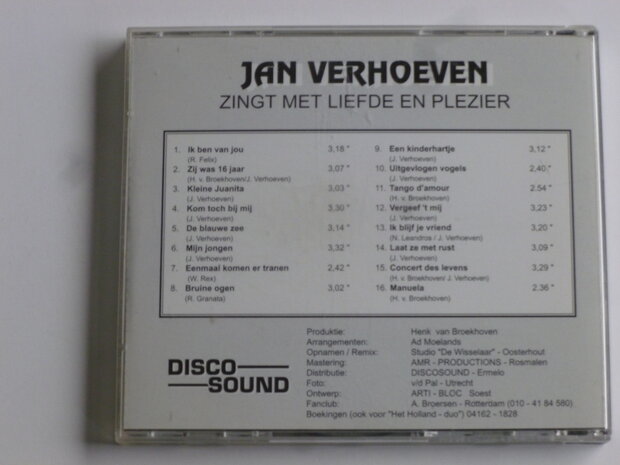 JAN VERHOEVEN
ZINGT MET LIEFDE EN PLEZIER
1. Ik ben van jou 3,18 "
(R. Felix)
2. Zij was 16 jaar 3,07 "
(H. v. Broekhoven/J. Verhoeven)
3. Kleine Juanita 3,03 "
(J. Verhoeven)
4. Kom toch bij mij 3,30 "
(J. Verhoeven)
5. De blauwe zee 3,14 "
(J. Verhoeven)
6. Mijn jongen 3,32 "
(J. Verhoeven)
7. Eenmaal komen er tranen 2,42 "
(W. Rex)
8. Bruine ogen 3,02 "
(R. Granata)
9. Een kinderhartje 3,12 "
(J. Verhoeven)
10. Uitgevlogen vogels 2,40 "
(J. Verhoeven)
11. Tango d'amour 2.54 "
(H. v. Broekhoven)
12. Vergeef 't mij 3,23 "
(J. Verhoeven)
13. Ik blijf je vriend 3,20 "
(N. Leandros / J. Verhoeven)
14. Laat ze met rust 3,09 "
(J. Verhoeven)
15. Concert des levens 3,29 "
(H. v. Broekhoven/ J. Verhoeven)
16. Manuela 2.36 "
(H. v. Broekhoven)
Produktie: Henk van Broekhoven
Arrangementen: Ad Moelands
Opnamen / Remix: Studio "De Wisselaar" - Oosterhout
Mastering: AMR - PRODUCTIONS - Rosmalen
Distributie: DISCOSOUND - Ermelo
Foto: v/d Pal - Utrecht
Ontwerp: ARTI - BLOC Soest
Fanclub: A. Broersen - Rotterdam (010 - 41 84 580)
Boekingen (ook voor "Het Holland - duo") 04162 - 1828
DISCO
SOUND